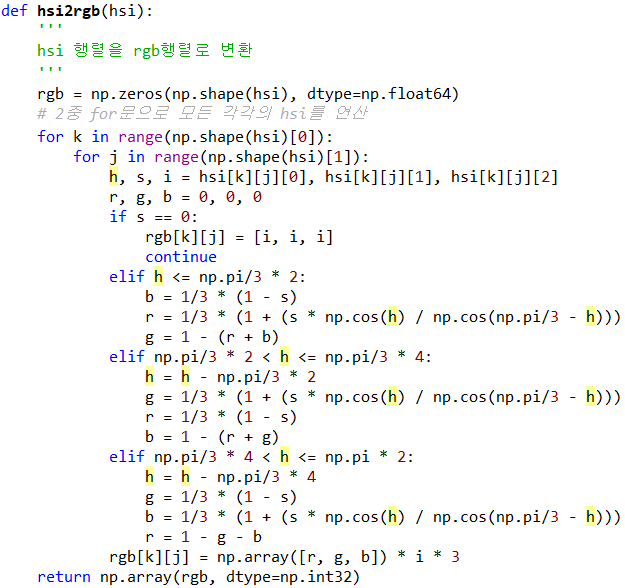 def hsi2rgb(hsi):
    '''
    hsi 행렬을 rgb행렬로 변환
    '''
    rgb = np.zeros(np.shape(hsi), dtype=np.float64)
    # 2중 for문으로 모든 각각의 hsi를 연산
    for k in range(np.shape(hsi)[0]):
        for j in range(np.shape(hsi)[1]):
            h, s, i = hsi[k][j][0], hsi[k][j][1], hsi[k][j][2]
            r, g, b = 0, 0, 0
            if s == 0:
                rgb[k][j] = [i, i, i]
                continue
            elif h <= np.pi/3 * 2:
                b = 1/3 * (1 - s)
                r = 1/3 * (1 + (s * np.cos(h) / np.cos(np.pi/3 - h)))
                g = 1 - (r + b)
            elif np.pi/3 * 2 < h <= np.pi/3 * 4:
                h = h - np.pi/3 * 2
                g = 1/3 * (1 + (s * np.cos(h) / np.cos(np.pi/3 - h)))
                r = 1/3 * (1 - s)
                b = 1 - (r + g)
            elif np.pi/3 * 4 < h <= np.pi * 2:
                h = h - np.pi/3 * 4
                g = 1/3 * (1 - s)
                b = 1/3 * (1 + (s * np.cos(h) / np.cos(np.pi/3 - h)))
                r = 1 - g - b
            rgb[k][j] = np.array([r, g, b]) * i * 3
    return np.array(rgb, dtype=np.int32)